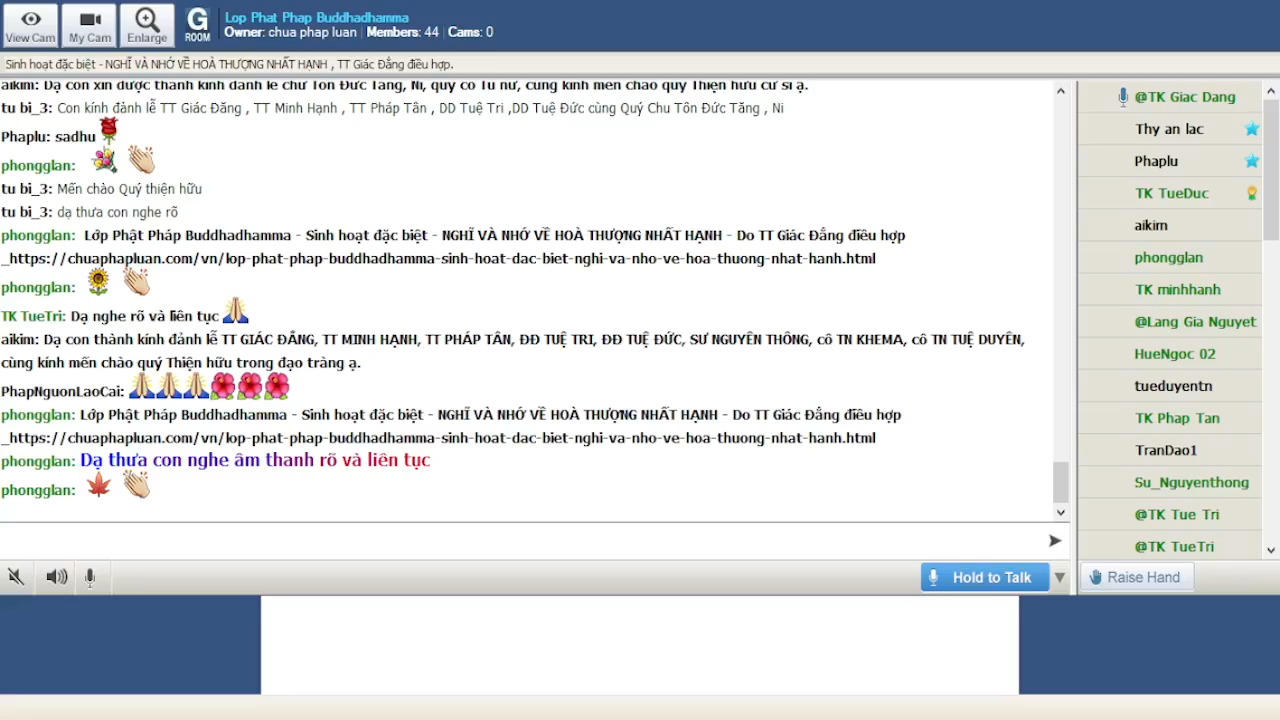 View Cam
My Cam
Enlarge
G
ROOM
Lop Phat Phap Buddhadhamma
Owner: chua phap luan | Members: 44 | Cams: 0
Sinh hoạt đặc biệt - NGHĨ VÀ NHỚ VỀ HOÀ THƯỢNG NHẤT HẠNH , TT Giác Đẳng điều hợp.
tu bi_3: Con kính đảnh lễ TT Giác Đăng , TT Minh Hạnh , TT Pháp Tân , DD Tuệ Tri ,DD Tuệ Đức cùng Quý Chu Tôn Đức Tăng , Ni
Phaplu: sadhu
phongglan:
tu bi_3: Mến chào Quý thiện hữu
tu bi_3: dạ thưa con nghe rõ
phongglan: Lớp Phật Pháp Buddhadhamma - Sinh hoạt đặc biệt - NGHĨ VÀ NHỚ VỀ HOÀ THƯỢNG NHẤT HẠNH - Do TT Giác Đẳng điều hợp
_https://chuaphapluan.com/vn/lop-phat-phap-buddhadhamma-sinh-hoat-dac-biet-nghi-va-nho-ve-hoa-thuong-nhat-hanh.html
phongglan:
TK TueTri: Dạ nghe rõ và liên tục
aikim: Dạ con thành kính đảnh lễ TT GIÁC ĐẲNG, TT MINH HẠNH, TT PHÁP TÂN, ĐĐ TUỆ TRI, ĐĐ TUỆ ĐỨC, SƯ NGUYÊN THÔNG, cô TN KHEMA, cô TN TUỆ DUYÊN,
cùng kính mến chào quý Thiện hữu trong đạo tràng ạ.
PhapNguonLaoCai:
phongglan: Lớp Phật Pháp Buddhadhamma - Sinh hoạt đặc biệt - NGHĨ VÀ NHỚ VỀ HOÀ THƯỢNG NHẤT HẠNH - Do TT Giác Đẳng điều hợp
_https://chuaphapluan.com/vn/lop-phat-phap-buddhadhamma-sinh-hoat-dac-biet-nghi-va-nho-ve-hoa-thuong-nhat-hanh.html
phongglan: Dạ thưa con nghe âm thanh rõ và liên tục
phongglan:
Hold to Talk
@TK Giac Dang
Thy an lac
Phaplu
TK TueDuc
aikim
phongglan
TK minhhanh
@Lang Gia Nguyet
HueNgoc 02
tueduyentn
TK Phap Tan
TranDao1
Su_Nguyenthong
@TK Tue Tri
@TK TueTri
Raise Hand